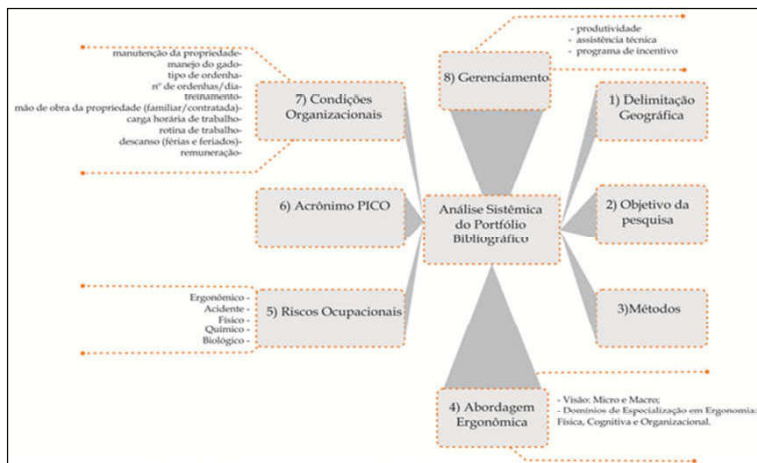 manutenção da propriedade-
manejo do gado-
tipo de ordenha-
nº de ordenhas/dia-
treinamento-
mão de obra da propriedade (familiar/contratada)-
carga horária de trabalho-
rotina de trabalho-
descanso (férias e feriados)-
remuneração-
7) Condições
Organizacionais
8) Gerenciamento
- produtividade
- assistência técnica
- programa de incentivo
1) Delimitação
Geográfica
6) Acrônimo PICO
Análise Sistêmica
do Portfólio
Bibliográfico
2) Objetivo da
pesquisa
Ergonômico -
Acidente -
Físico -
Químico -
Biológico -
5) Riscos Ocupacionais
3)Métodos
4) Abordagem
Ergonômica
- Visão: Micro e Macro;
- Domínios de Especialização em Ergonomia:
Física, Cognitiva e Organizacional.